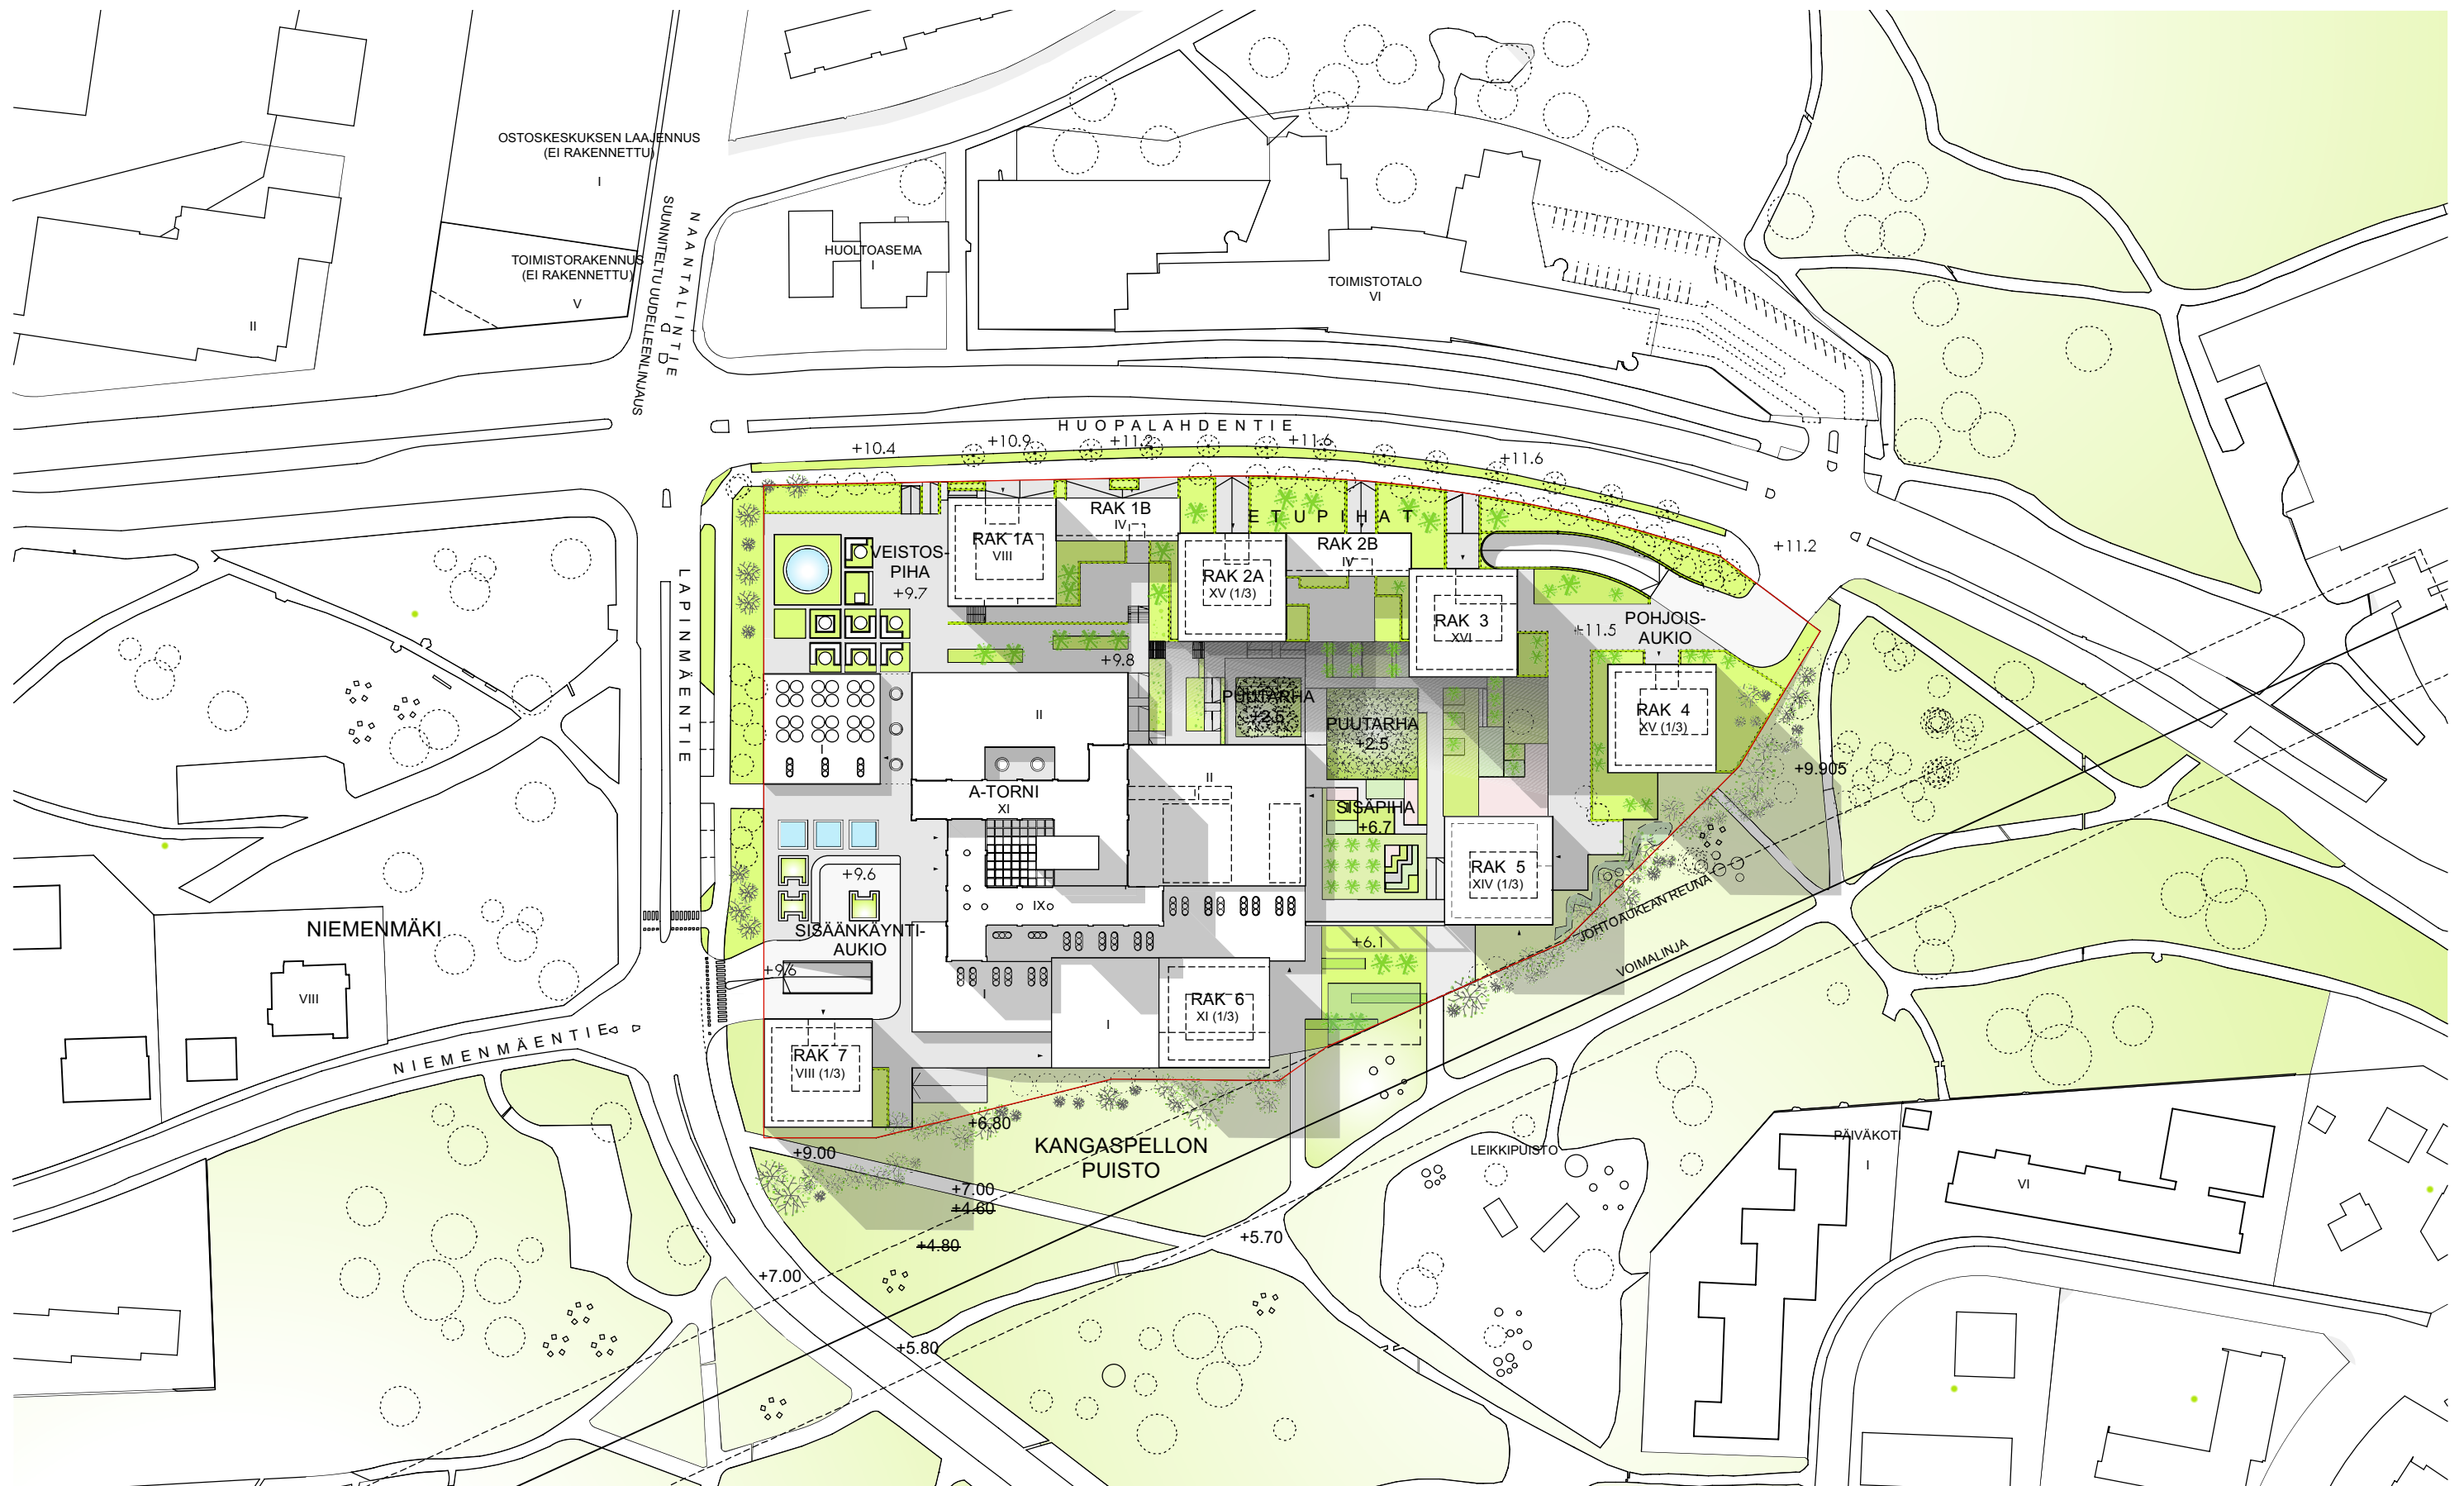 OSTOSKESKUKSEN LAAJENNUS
(EI RAKENNETTU)
I
TOIMISTORAKENNUS
(EI RAKENNETTU)
V
II
NAANTALINTIE
SUUNNITELTU UUDELLEENLINJAUS
HUOLTOASEMA
I
TOIMISTOTALO
VI
HUOPALAHDENTIE
+10.4
+10.9
+11.2
+11.6
+11.6
+11.2
LAPINMÄENTIE
VEISTOS-
PIHA
+9.7
RAK 1A
VIII
RAK 1B
IV
ETUPIHAT
RAK 2A
XV (1/3)
RAK 2B
IV
RAK 3
XVI
POHJOIS-
AUKIO
+11.5
RAK 4
XV (1/3)
+9.905
+9.8
PUUTARHA
+2.5
PUUTARHA
+2.5
I
II
II
A-TORNI
XI
SISÄPIHA
+6.7
RAK 5
XIV (1/3)
+9.6
SISÄÄNKÄYNTI-
AUKIO
+9.6
IX
I
+6.1
JOHTOAUKEAN REUNA
VOIMALINJA
RAK 6
XI (1/3)
I
RAK 7
VIII (1/3)
NIEMENMÄKI
VIII
NIEMENMÄENTIE
+6.80
+9.00
KANGASPELLON
PUISTO
+7.00
+4.60
+4.80
+5.70
+7.00
+5.80
LEIKKIPUISTO
PÄIVÄKOTI
I
VI